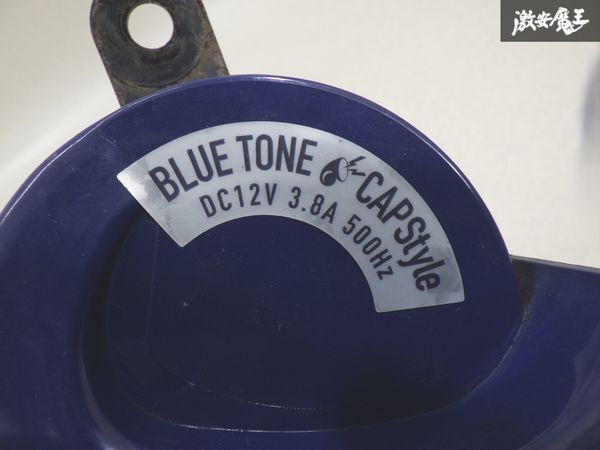 激安魔王
BLUE TONE CAPStyle
DC12V 3.8A 500Hz